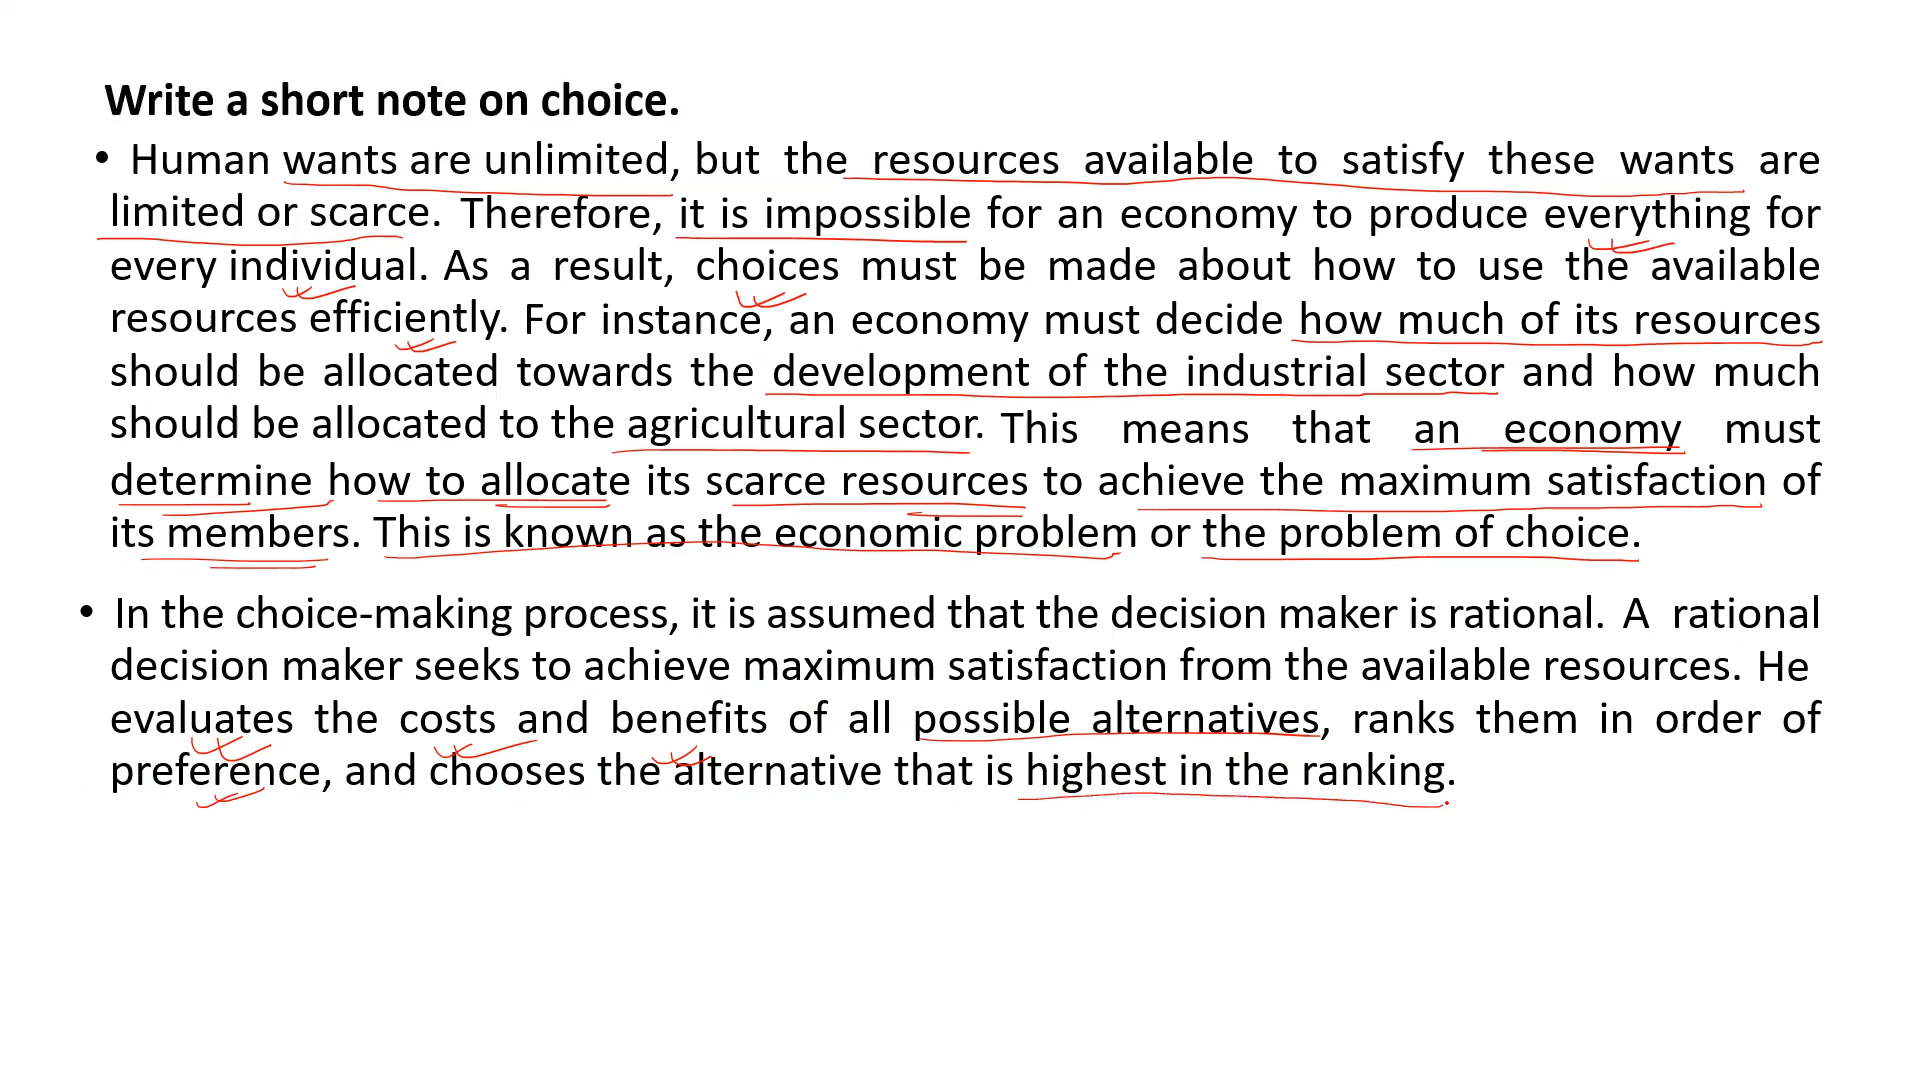 Write a short note on choice.
• Human wants are unlimited, but the resources available to satisfy these wants are
limited or scarce. Therefore, it is impossible for an economy to produce everything for
every individual. As a result, choices must be made about how to use the available
resources efficiently. For instance, an economy must decide how much of its resources
should be allocated towards the development of the industrial sector and how much
should be allocated to the agricultural sector. This means that an economy must
determine how to allocate its scarce resources to achieve the maximum satisfaction of
its members. This is known as the economic problem or the problem of choice.
• In the choice-making process, it is assumed that the decision maker is rational. A rational
decision maker seeks to achieve maximum satisfaction from the available resources. He
evaluates the costs and benefits of all possible alternatives, ranks them in order of
preference, and chooses the alternative that is highest in the ranking.